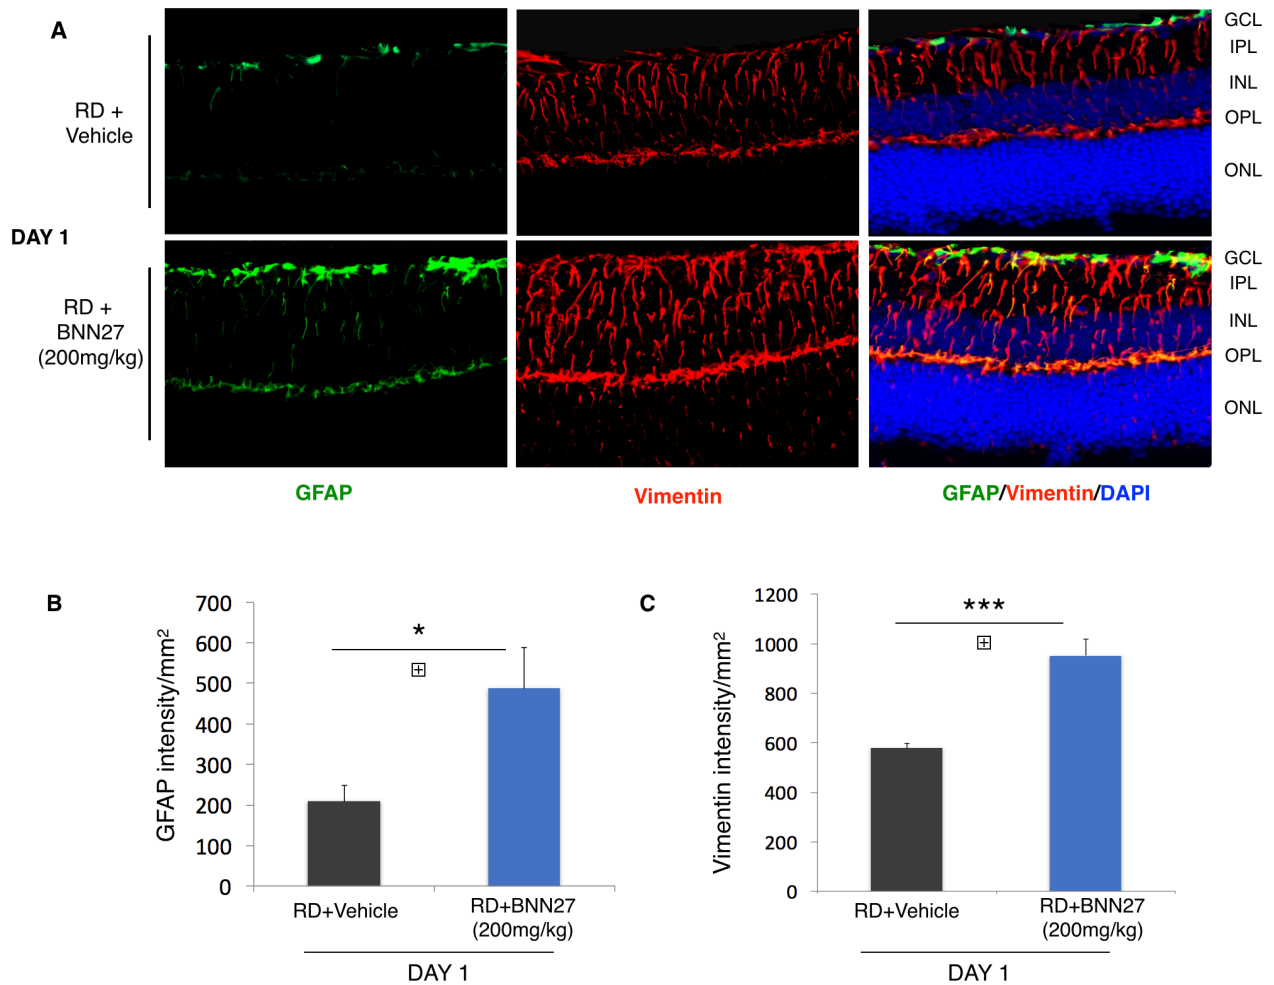 A
RD +
Vehicle
DAY 1
RD +
BNN27
(200mg/kg)
GCL
IPL
INL
OPL
ONL
GCL
IPL
INL
OPL
ONL
GFAP
Vimentin
GFAP/Vimentin/DAPI
B
GFAP intensity/mm²
700
600
500
400
300
200
100
0
*
RD+Vehicle
RD+BNN27
(200mg/kg)
DAY 1
C
Vimentin intensity/mm²
1200
1000
800
600
400
200
0
***
RD+Vehicle
RD+BNN27
(200mg/kg)
DAY 1